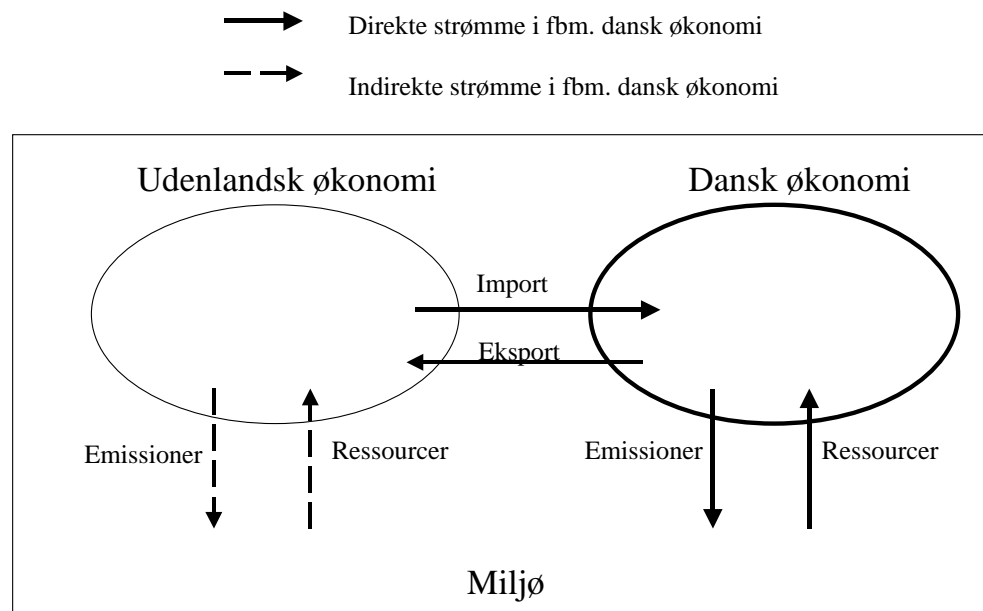 Direkte strømme i fbm. dansk økonomi
Indirekte strømme i fbm. dansk økonomi
Udenlandsk økonomi
Dansk økonomi
Import
Eksport
Emissioner
Ressourcer
Emissioner
Ressourcer
Miljø